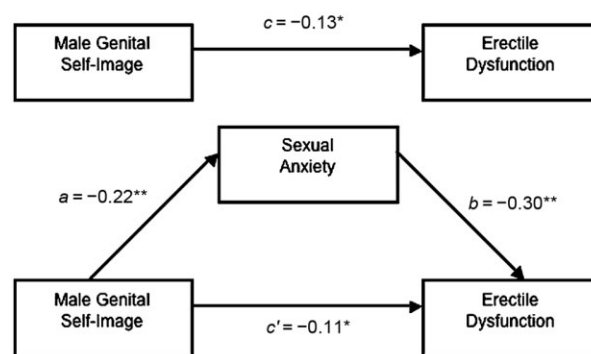 Male Genital
Self-Image
c = −0.13*
Erectile
Dysfunction
Sexual
Anxiety
a = −0.22**
b = −0.30**
Male Genital
Self-Image
c′ = −0.11*
Erectile
Dysfunction